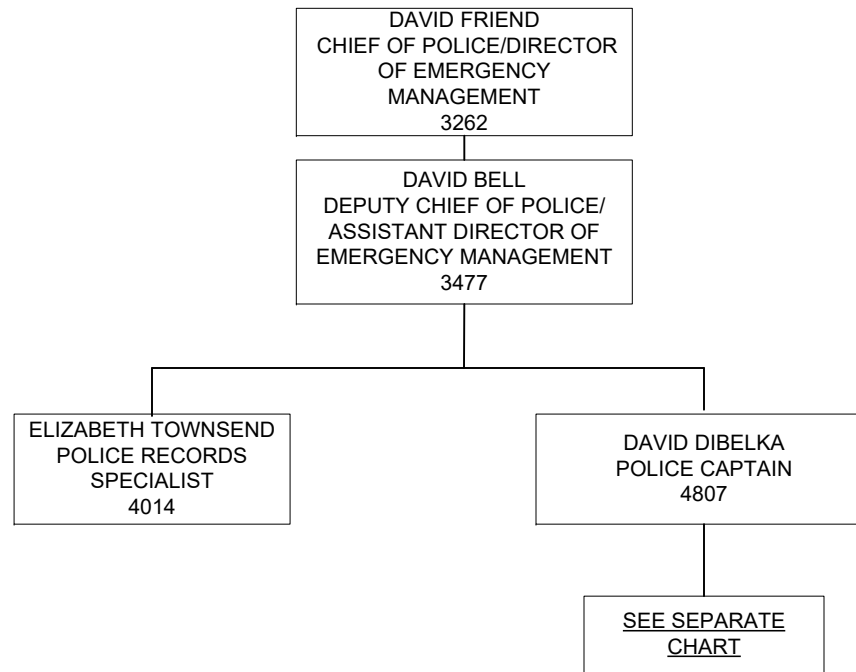 DAVID FRIEND
CHIEF OF POLICE/DIRECTOR
OF EMERGENCY
MANAGEMENT
3262
DAVID BELL
DEPUTY CHIEF OF POLICE/
ASSISTANT DIRECTOR OF
EMERGENCY MANAGEMENT
3477
ELIZABETH TOWNSEND
POLICE RECORDS
SPECIALIST
4014
DAVID DIBELKA
POLICE CAPTAIN
4807
SEE SEPARATE
CHART